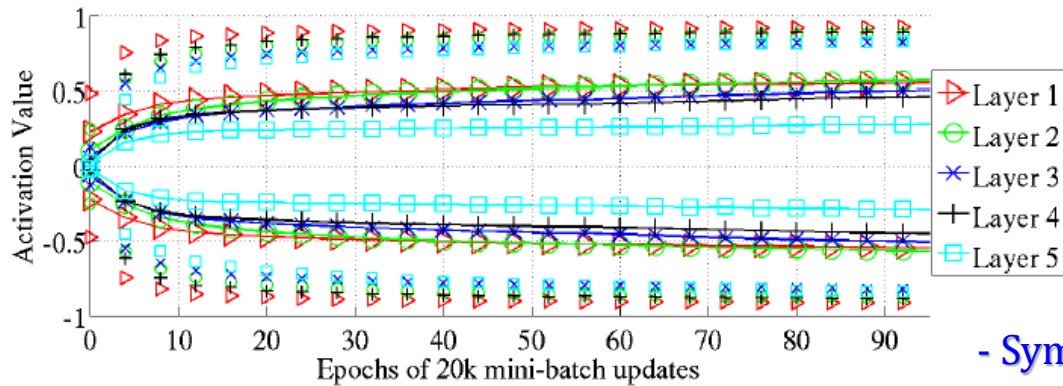 1
0.5
0
-0.5
-1
Activation Value
0 10 20 30 40 50 60 70 80 90
Epochs of 20k mini-batch updates
Layer 1
Layer 2
Layer 3
Layer 4
Layer 5
- Sym